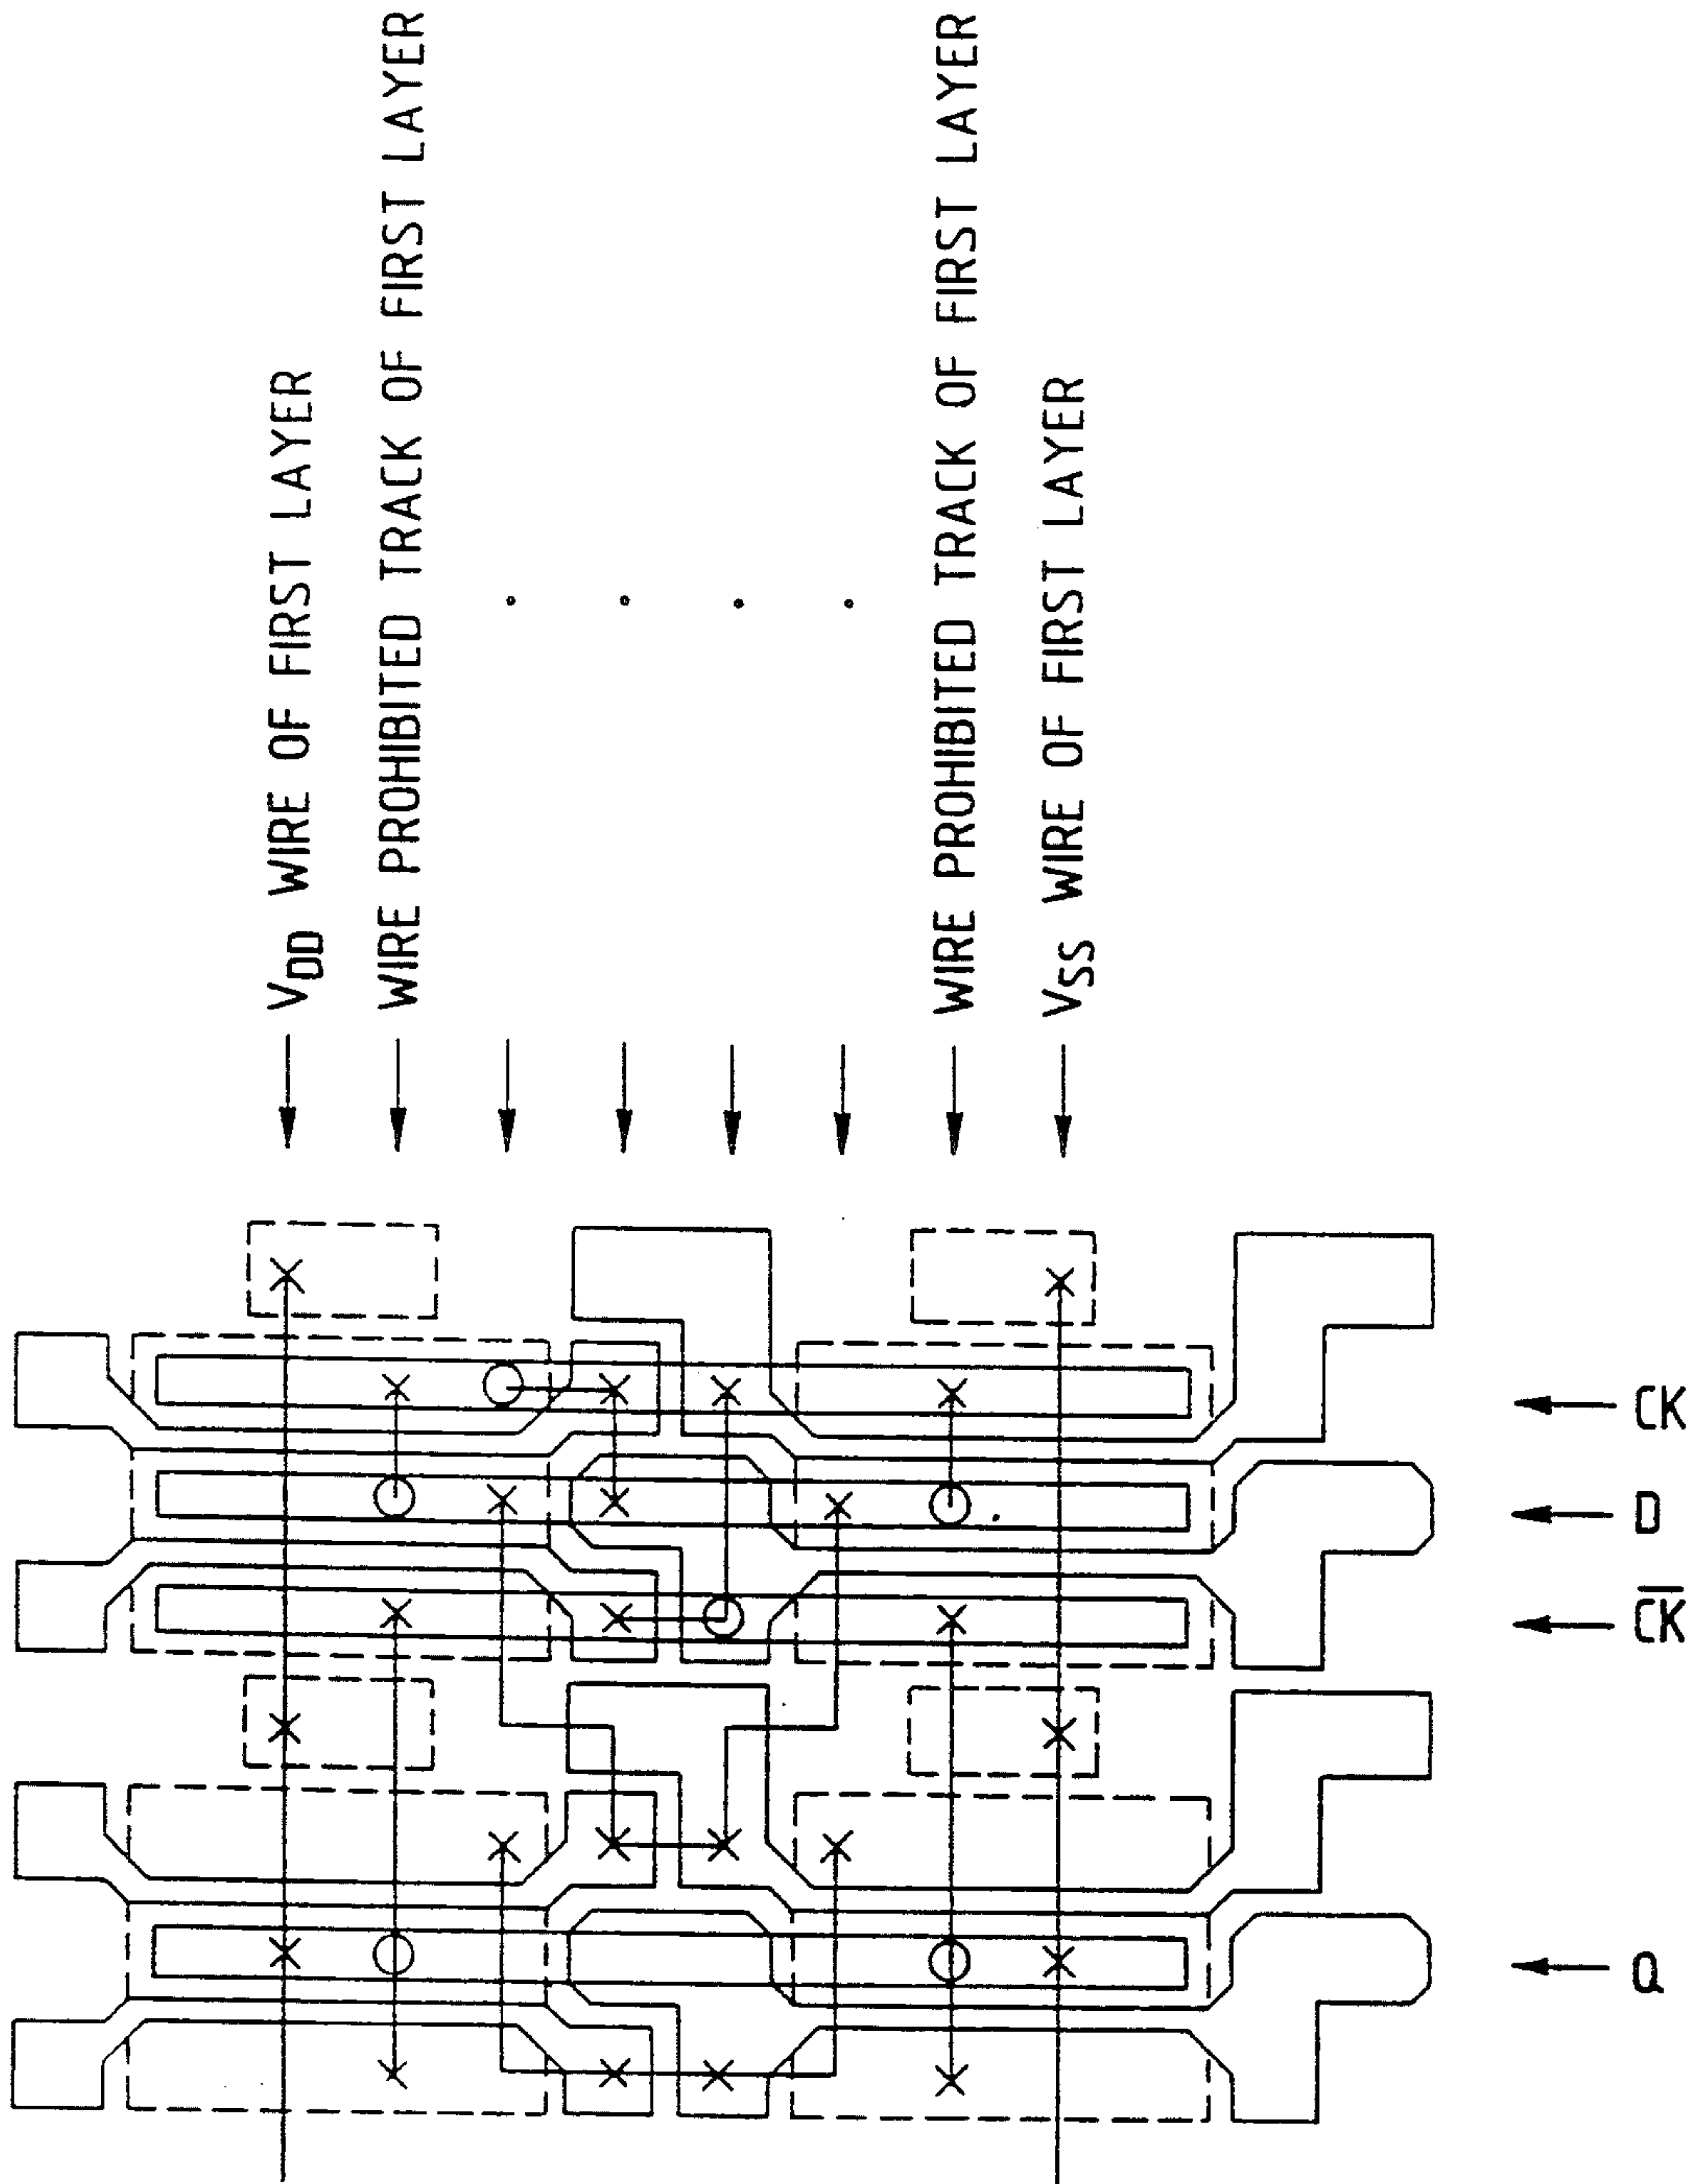 VDD WIRE OF FIRST LAYER
WIRE PROHIBITED TRACK OF FIRST LAYER
WIRE PROHIBITED TRACK OF FIRST LAYER
VSS WIRE OF FIRST LAYER
CK
D
C̅K̅
Q